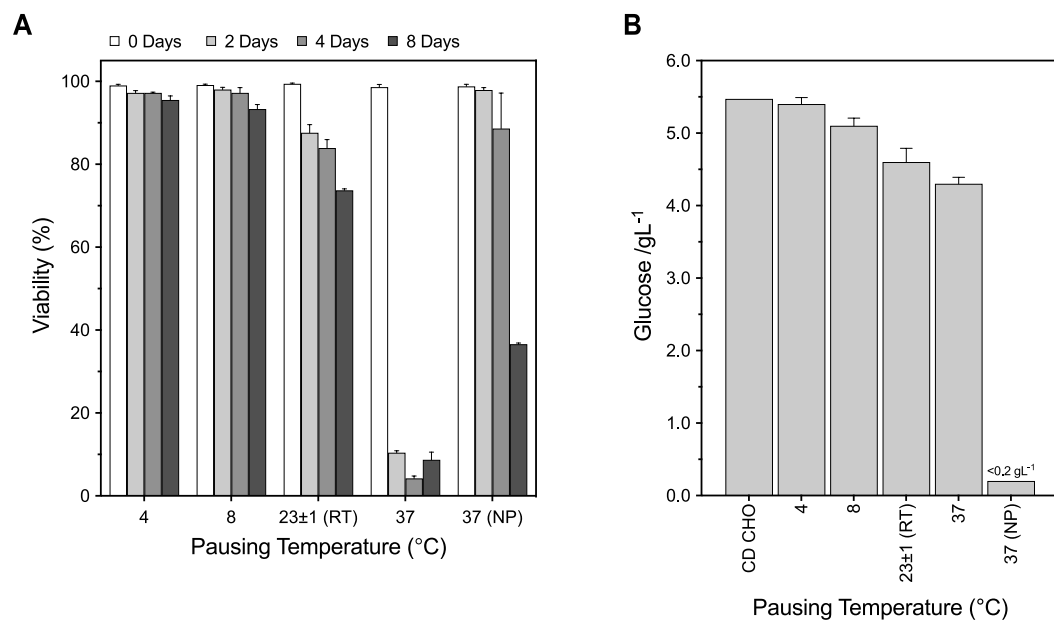 A
0 Days 2 Days 4 Days 8 Days
100
80
60
40
20
0
Viability (%)
4 8 23±1 (RT) 37 37 (NP)
Pausing Temperature (°C)
B
6.0
5.0
4.0
3.0
2.0
1.0
0.0
Glucose /gL⁻¹
<0.2 gL⁻¹
CD CHO
4
8
23±1 (RT)
37
37 (NP)
Pausing Temperature (°C)